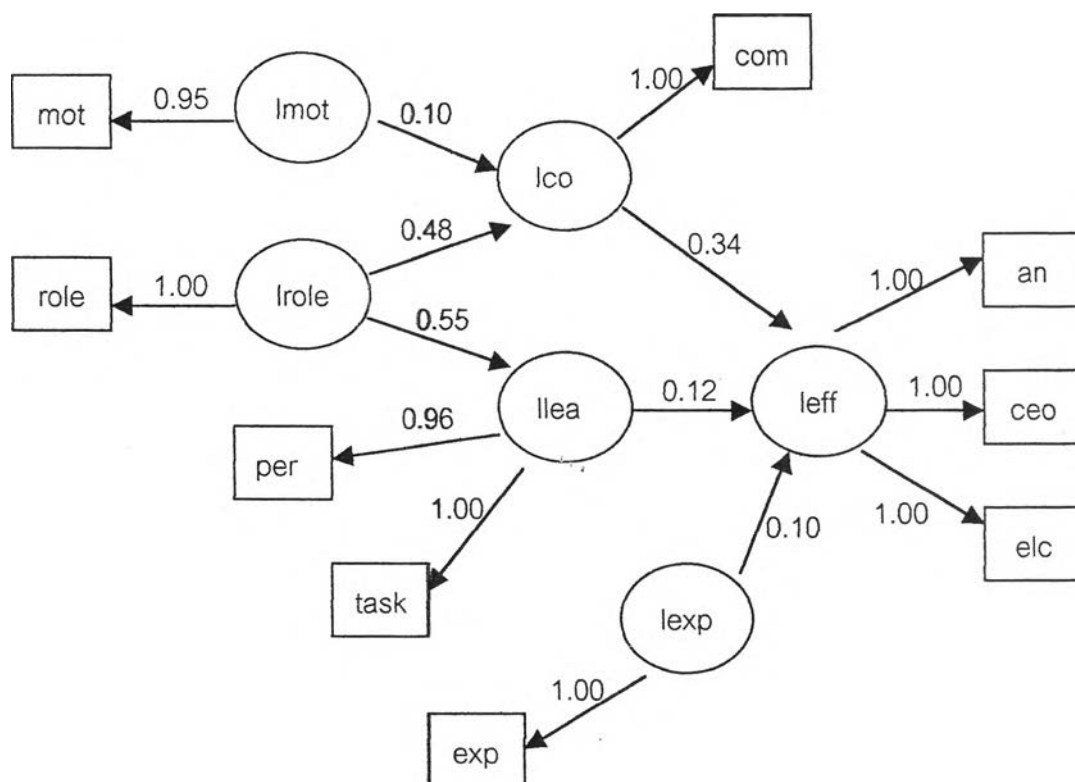 com
1.00
mot
0.95
lmot
0.10
lco
0.48
0.34
role
1.00
lrole
1.00
an
0.55
llea
0.12
leff
1.00
ceo
0.96
per
1.00
0.10
1.00
elc
task
lexp
1.00
exp